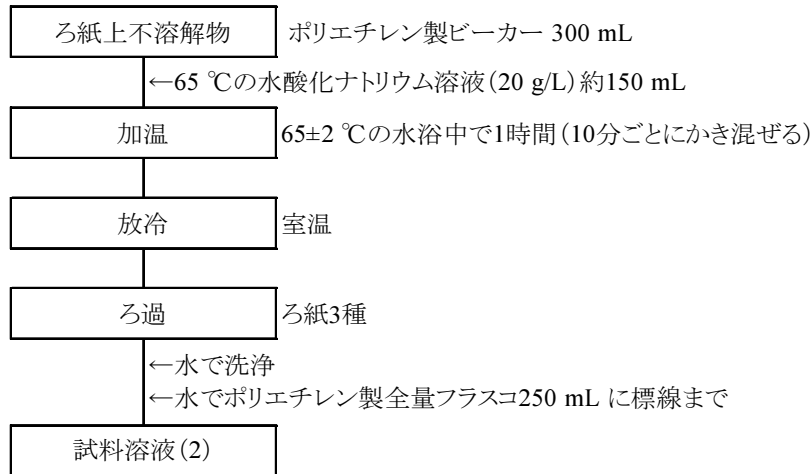 ろ紙上不溶解物 ポリエチレン製ビーカー 300 mL
←65 ℃の水酸化ナトリウム溶液(20 g/L)約150 mL
加温 65±2 ℃の水浴中で1時間(10分ごとにかき混ぜる)
放冷 室温
ろ過 ろ紙3種
←水で洗浄
←水でポリエチレン製全量フラスコ250 mL に標線まで
試料溶液(2)